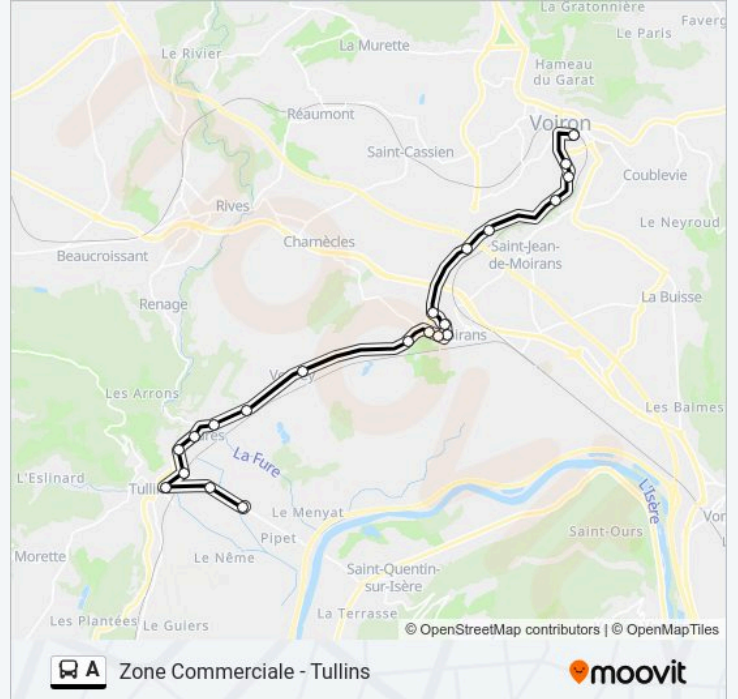 La Gratonnière
Le Paris
Le Rivier
La Murette
Hameau
du Garat
Réaumont
Voiron
Saint-Cassien
Coublevie
Rives
Charnècles
Le Neyroud
Saint-Jean-
de-Moirans
Beaucroissant
La Buisse
Renage
Les Arrons
Les Balmes
La Fure
L'Eslinard
L'Isère
Le Menyat
Pipet
Saint-Ours
Morette
Le Nême
Saint-Quentin-
sur-Isère
La Terrasse
Les Plantées
Le Guiers
© OpenStreetMap contributors | © OpenMapTiles
A
Zone Commerciale - Tullins
moovit